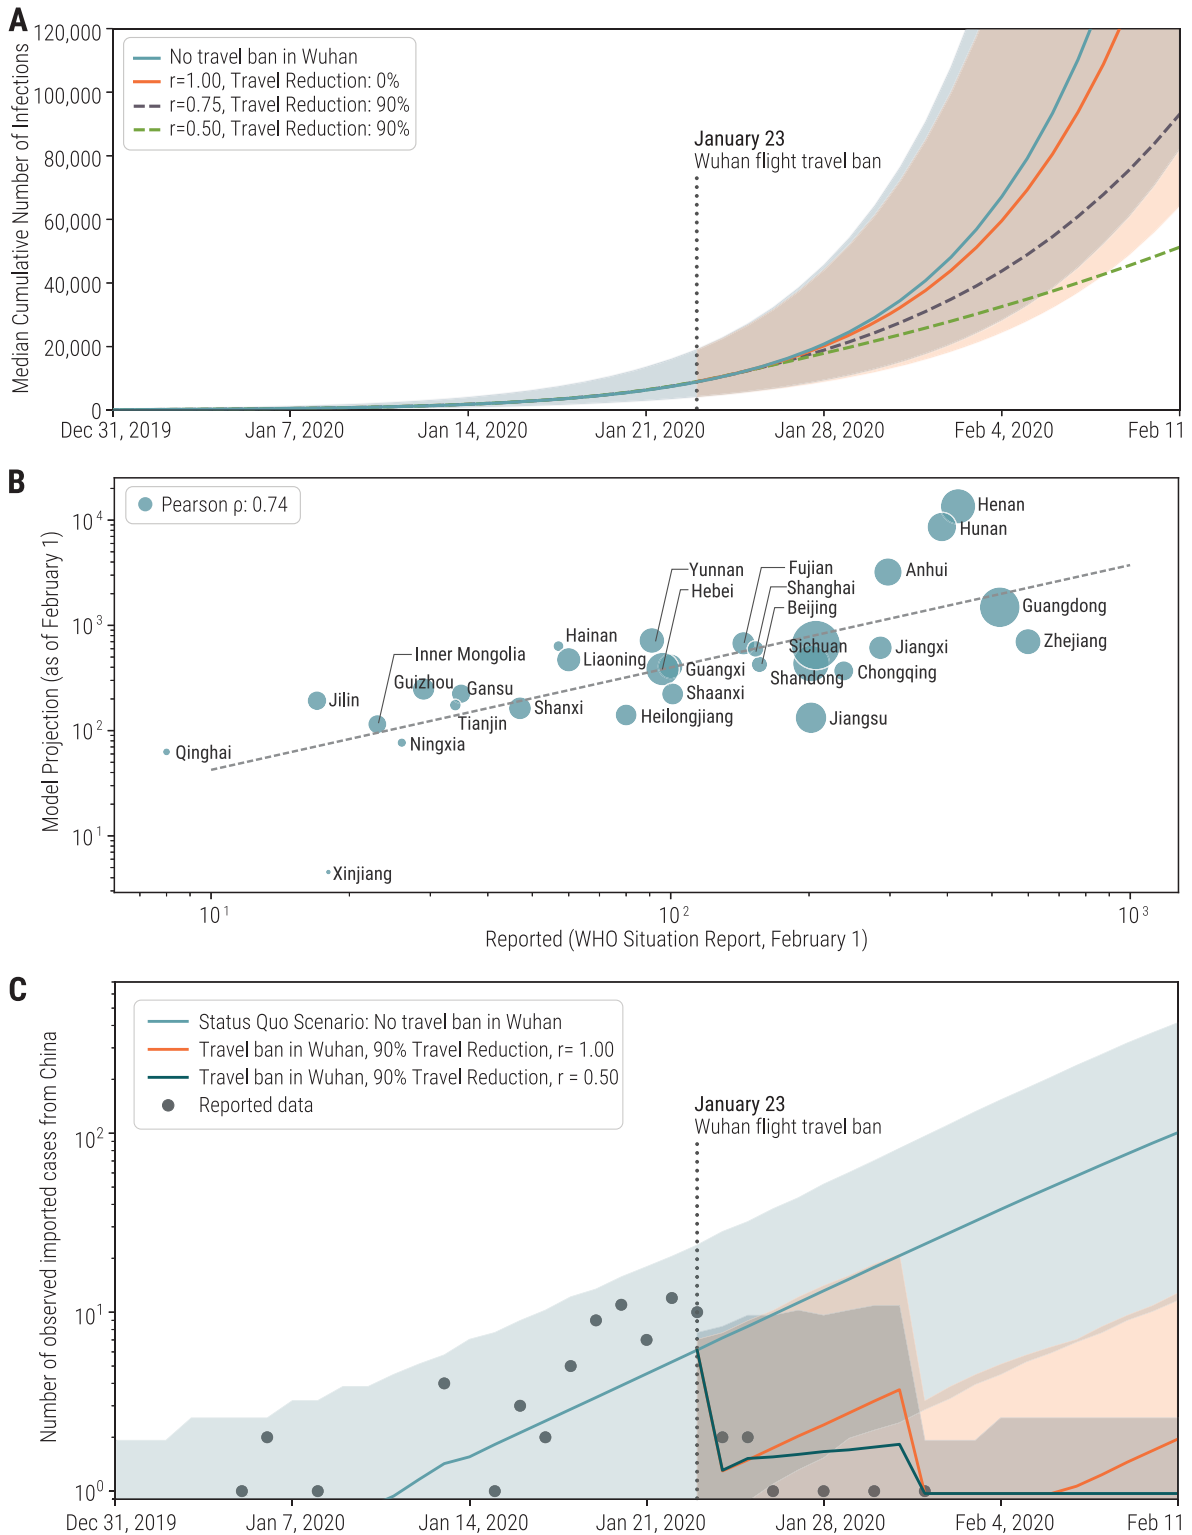 A
Median Cumulative Number of Infections
120,000
100,000
80,000
60,000
40,000
20,000
0
No travel ban in Wuhan
r=1.00, Travel Reduction: 0%
r=0.75, Travel Reduction: 90%
r=0.50, Travel Reduction: 90%
January 23
Wuhan flight travel ban
Dec 31, 2019 Jan 7, 2020 Jan 14, 2020 Jan 21, 2020 Jan 28, 2020 Feb 4, 2020 Feb 11
B
Model Projection (as of February 1)
10⁴
10³
10²
10¹
Pearson ρ: 0.74
Henan
Hunan
Anhui
Yunnan
Hebei
Fujian
Shanghai
Beijing
Guangdong
Zhejiang
Hainan
Liaoning
Sichuan
Jiangxi
Inner Mongolia
Guizhou
Gansu
Guangxi
Shandong
Chongqing
Jilin
Tianjin
Shanxi
Shaanxi
Heilongjiang
Jiangsu
Qinghai
Ningxia
Xinjiang
10¹ 10² 10³
Reported (WHO Situation Report, February 1)
C
Number of observed imported cases from China
10²
10¹
10⁰
Status Quo Scenario: No travel ban in Wuhan
Travel ban in Wuhan, 90% Travel Reduction, r= 1.00
Travel ban in Wuhan, 90% Travel Reduction, r = 0.50
Reported data
January 23
Wuhan flight travel ban
Dec 31, 2019 Jan 7, 2020 Jan 14, 2020 Jan 21, 2020 Jan 28, 2020 Feb 4, 2020 Feb 11